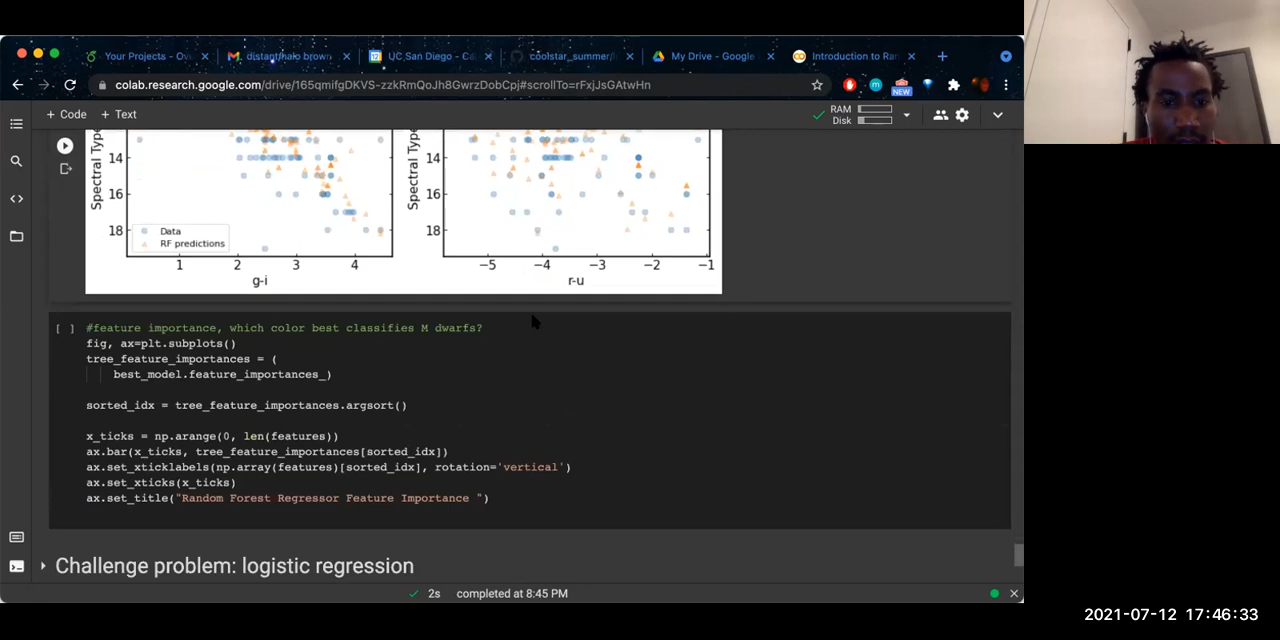 Your Projects - Ove
distantmao brown
UC San Diego - Ca
coolstar_summer/
My Drive - Google
Introduction to Ran
colab.research.google.com/drive/165qmifgDKVS-zzkRmQoJh8GwrzDobCpj#scrollTo=rFxjJsGAtwHn
NEW
+ Code + Text
RAM
Disk
Spectral Type
14
16
18
Data
RF predictions
1 2 3 4
g-i
Spectral Type
14
16
18
−5 −4 −3 −2 −1
r-u
[ ] #feature importance, which color best classifies M dwarfs?
fig, ax=plt.subplots()
tree_feature_importances = (
best_model.feature_importances_)
sorted_idx = tree_feature_importances.argsort()
x_ticks = np.arange(0, len(features))
ax.bar(x_ticks, tree_feature_importances[sorted_idx])
ax.set_xticklabels(np.array(features)[sorted_idx], rotation='vertical')
ax.set_xticks(x_ticks)
ax.set_title("Random Forest Regressor Feature Importance ")
Challenge problem: logistic regression
2s completed at 8:45 PM
2021-07-12 17:46:33